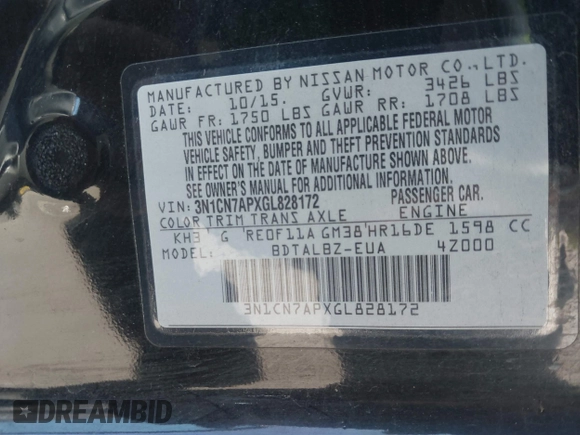 MANUFACTURED BY NISSAN MOTOR CO.,LTD.
DATE: 10/15. GVWR: 3426 LBS
GAWR FR: 1750 LBS GAWR RR: 1708 LBS
THIS VEHICLE CONFORMS TO ALL APPLICABLE FEDERAL MOTOR
VEHICLE SAFETY, BUMPER AND THEFT PREVENTION STANDARDS
IN EFFECT ON THE DATE OF MANUFACTURE SHOWN ABOVE.
SEE OWNER'S MANUAL FOR ADDITIONAL INFORMATION.
VIN: 3N1CN7APXGL828172 PASSENGER CAR.
COLOR TRIM TRANS AXLE ENGINE
KH3 G RE0F11A GM38 HR16DE 1598 CC
MODEL: BDTALBZ-EUA 4Z000
3N1CN7APXGL828172
DREAMBID